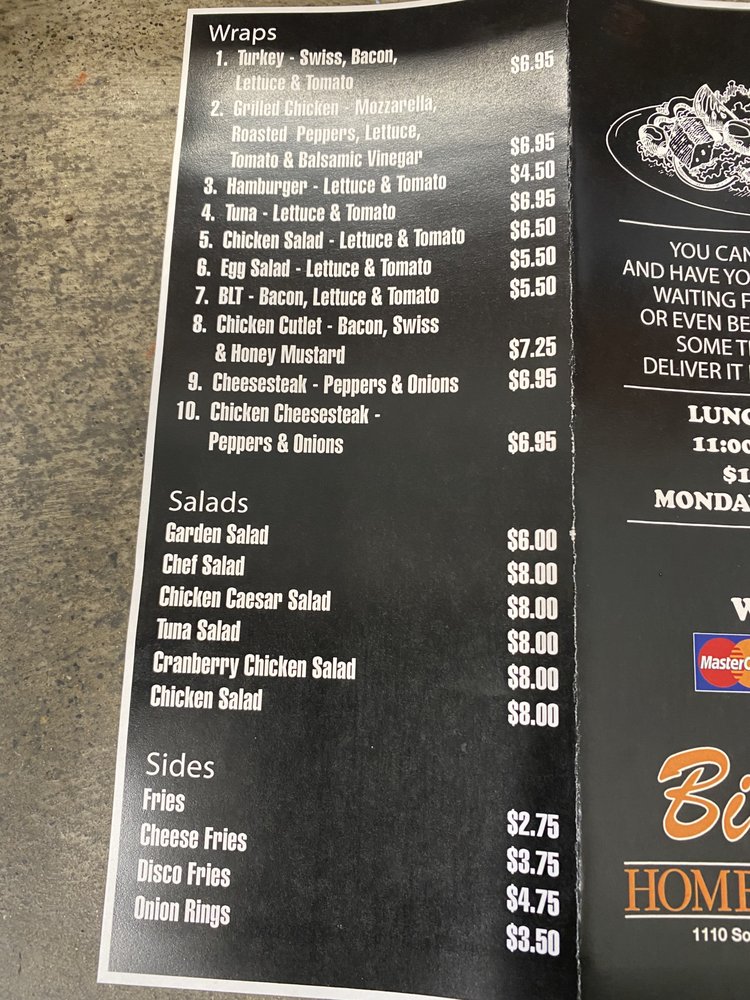 Wraps
1. Turkey - Swiss, Bacon,
Lettuce & Tomato $6.95
2. Grilled Chicken - Mozzarella,
Roasted Peppers, Lettuce,
Tomato & Balsamic Vinegar $6.95
3. Hamburger - Lettuce & Tomato $4.50
4. Tuna - Lettuce & Tomato $6.95
5. Chicken Salad - Lettuce & Tomato $6.50
6. Egg Salad - Lettuce & Tomato $5.50
7. BLT - Bacon, Lettuce & Tomato $5.50
8. Chicken Cutlet - Bacon, Swiss
& Honey Mustard $7.25
9. Cheesesteak - Peppers & Onions $6.95
10. Chicken Cheesesteak -
Peppers & Onions $6.95
Salads
Garden Salad $6.00
Chef Salad $8.00
Chicken Caesar Salad $8.00
Tuna Salad $8.00
Cranberry Chicken Salad $8.00
Chicken Salad $8.00
Sides
Fries $2.75
Cheese Fries $3.75
Disco Fries $4.75
Onion Rings $3.50
YOU CAN
AND HAVE YO
WAITING F
OR EVEN BE
SOME T
DELIVER IT
LUNC
11:00
$1
MONDA
W
MasterC
Bi
HOME
1110 So